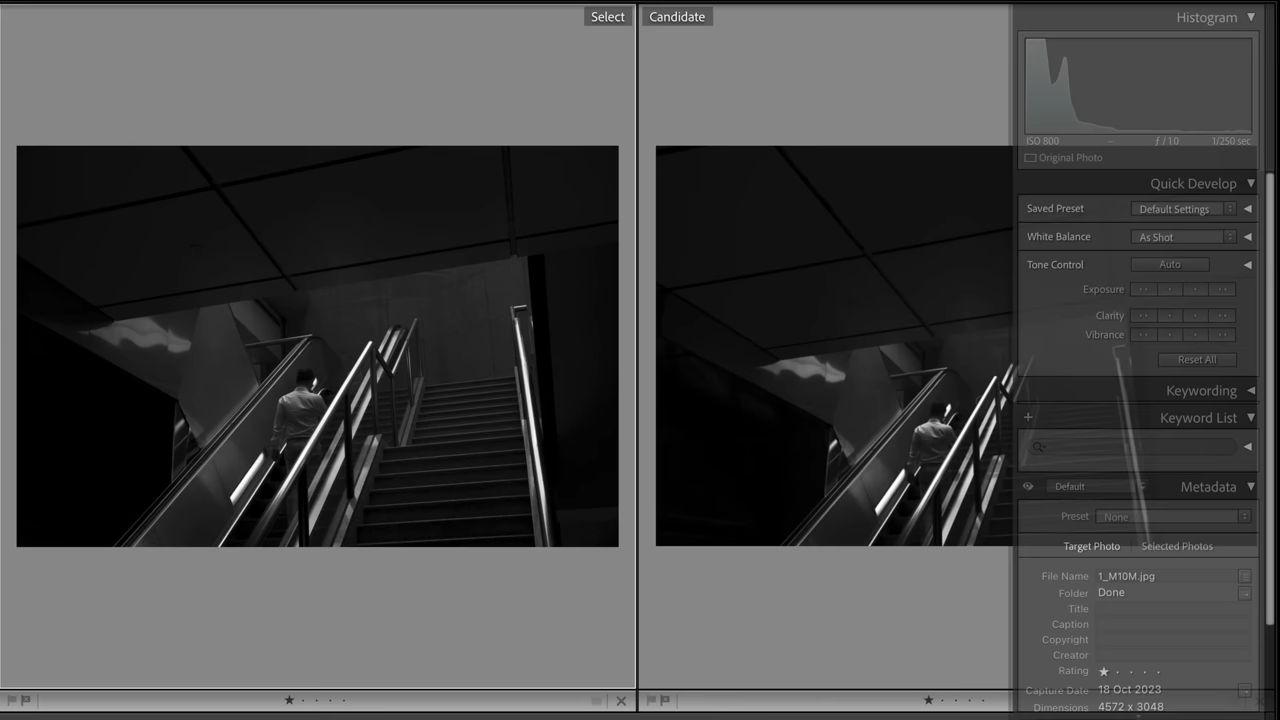 Select
Candidate
Histogram
ISO 800 – ƒ / 10 1/250 sec
Original Photo
Quick Develop
Saved Preset Default Settings
White Balance As Shot
Tone Control Auto
Exposure
Clarity
Vibrance
Reset All
Keywording
Keyword List
Default Metadata
Preset None
Target Photo Selected Photos
File Name 1_M10M.jpg
Folder Done
Title
Caption
Copyright
Creator
Rating
Capture Date 18 Oct 2023
Dimensions 4572 x 3048